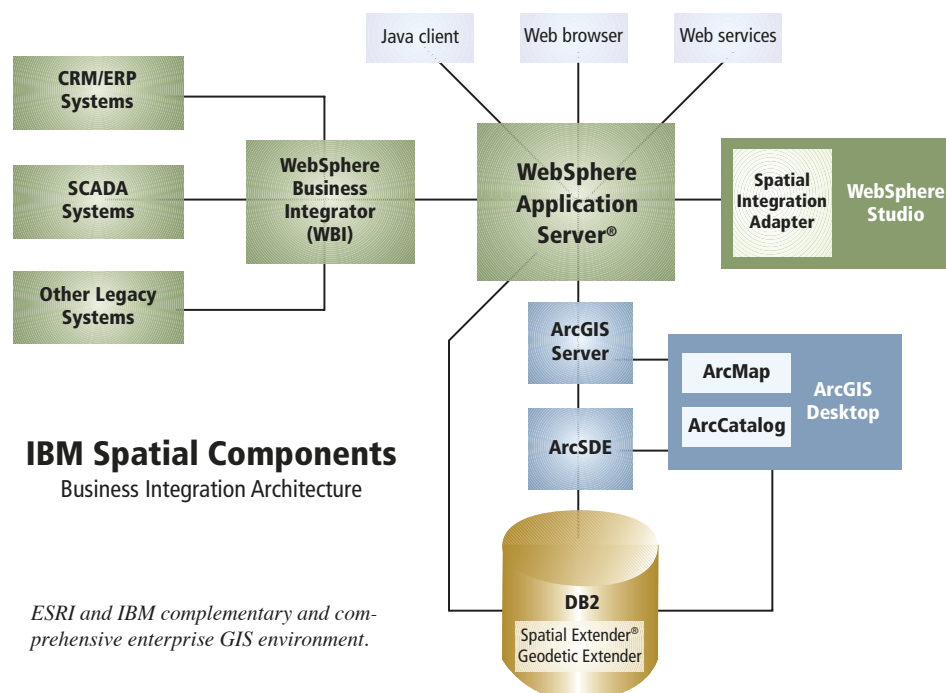 Java client
Web browser
Web services
CRM/ERP
Systems
SCADA
Systems
Other Legacy
Systems
WebSphere
Business
Integrator
(WBI)
WebSphere
Application
Server®
Spatial
Integration
Adapter
WebSphere
Studio
ArcGIS
Server
ArcMap
ArcCatalog
ArcGIS
Desktop
ArcSDE
IBM Spatial Components
Business Integration Architecture
DB2
Spatial Extender®
Geodetic Extender
ESRI and IBM complementary and com-
prehensive enterprise GIS environment.